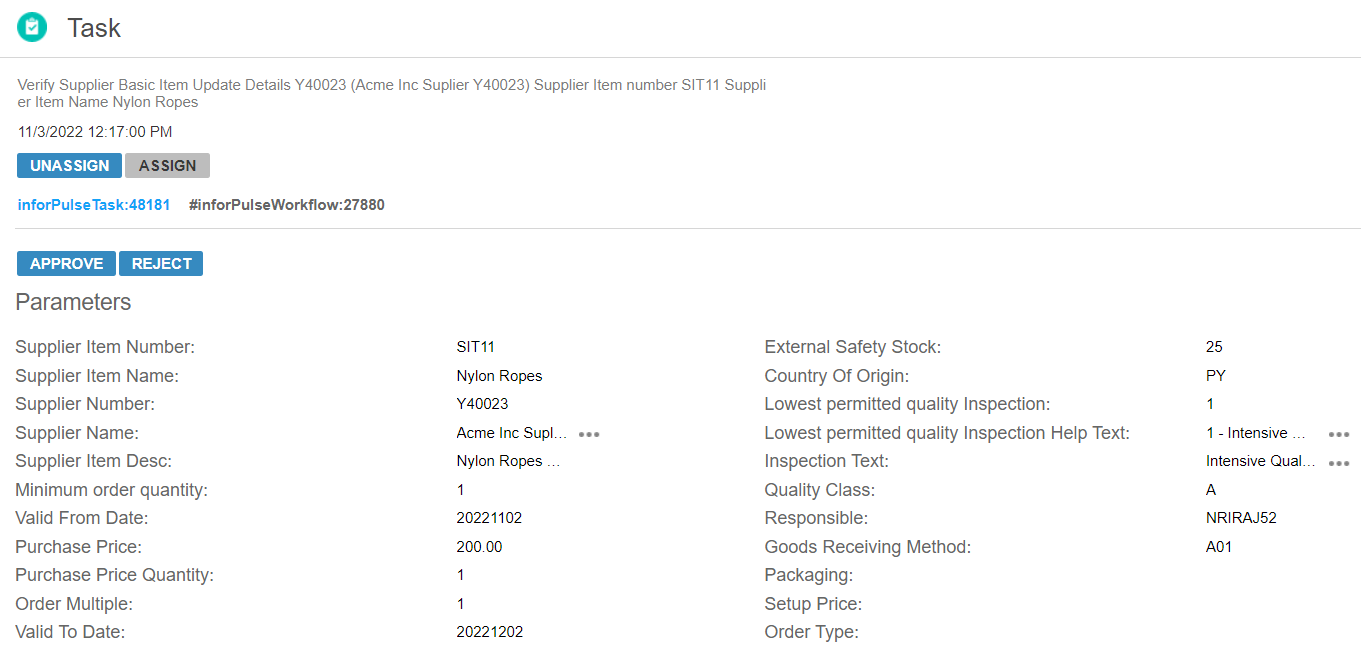 Task
Verify Supplier Basic Item Update Details Y40023 (Acme Inc Suplier Y40023) Supplier Item number SIT11 Suppli
er Item Name Nylon Ropes
11/3/2022 12:17:00 PM
UNASSIGN ASSIGN
inforPulseTask:48181 #inforPulseWorkflow:27880
APPROVE REJECT
Parameters
Supplier Item Number: SIT11 External Safety Stock: 25
Supplier Item Name: Nylon Ropes Country Of Origin: PY
Supplier Number: Y40023 Lowest permitted quality Inspection: 1
Supplier Name: Acme Inc Supl... Lowest permitted quality Inspection Help Text: 1 - Intensive ...
Supplier Item Desc: Nylon Ropes ... Inspection Text: Intensive Qual...
Minimum order quantity: 1 Quality Class: A
Valid From Date: 20221102 Responsible: NRIRAJ52
Purchase Price: 200.00 Goods Receiving Method: A01
Purchase Price Quantity: 1 Packaging:
Order Multiple: 1 Setup Price:
Valid To Date: 20221202 Order Type: